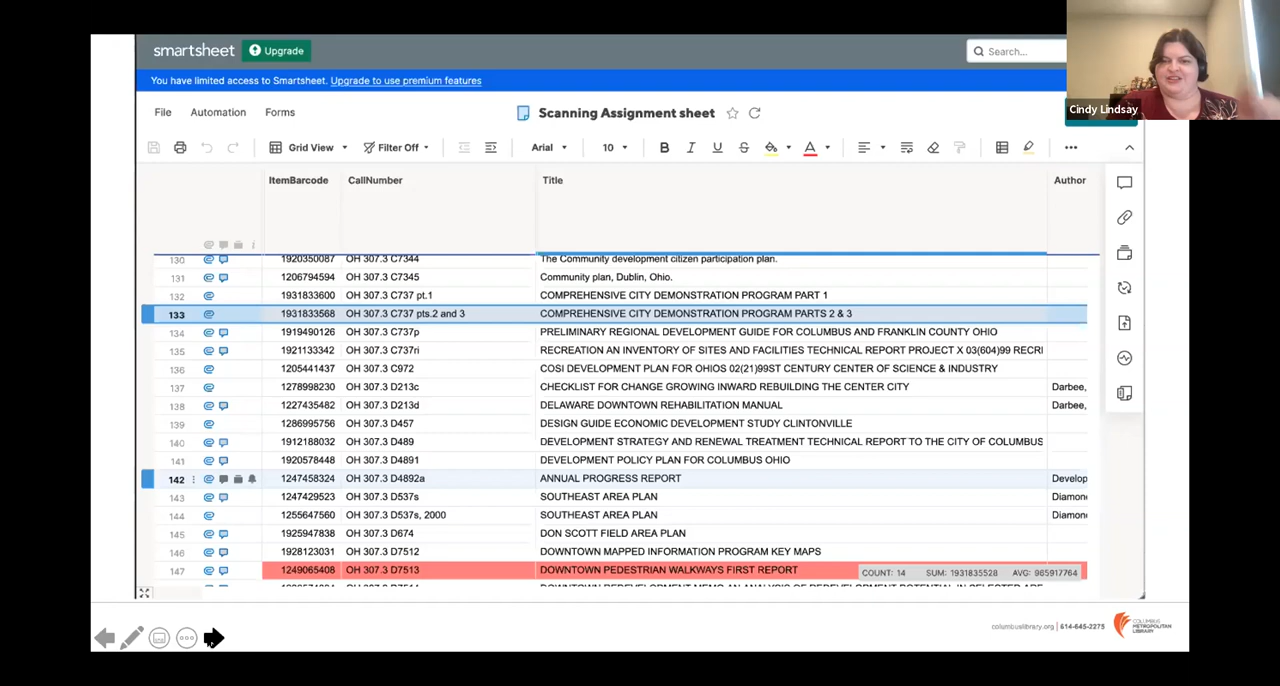 smartsheet Upgrade Search...
You have limited access to Smartsheet. Upgrade to use premium features
Cindy Lindsay
File Automation Forms Scanning Assignment sheet
Grid View Filter Off Arial 10 B I U S A
ItemBarcode CallNumber Title Author
130 1920350087 OH 307.3 C7344 The Community development citizen participation plan.
131 1206794594 OH 307.3 C7345 Community plan, Dublin, Ohio.
132 1931833600 OH 307.3 C737 pt.1 COMPREHENSIVE CITY DEMONSTRATION PROGRAM PART 1
133 1931833568 OH 307.3 C737 pts.2 and 3 COMPREHENSIVE CITY DEMONSTRATION PROGRAM PARTS 2 & 3
134 1919490126 OH 307.3 C737p PRELIMINARY REGIONAL DEVELOPMENT GUIDE FOR COLUMBUS AND FRANKLIN COUNTY OHIO
135 1921133342 OH 307.3 C737ri RECREATION AN INVENTORY OF SITES AND FACILITIES TECHNICAL REPORT PROJECT X 03(604)99 RECRI
136 1205441437 OH 307.3 C972 COSI DEVELOPMENT PLAN FOR OHIOS 02(21)99ST CENTURY CENTER OF SCIENCE & INDUSTRY
137 1278998230 OH 307.3 D213c CHECKLIST FOR CHANGE GROWING INWARD REBUILDING THE CENTER CITY Darbee,
138 1227435482 OH 307.3 D213d DELAWARE DOWNTOWN REHABILITATION MANUAL Darbee,
139 1286995756 OH 307.3 D457 DESIGN GUIDE ECONOMIC DEVELOPMENT STUDY CLINTONVILLE
140 1912188032 OH 307.3 D489 DEVELOPMENT STRATEGY AND RENEWAL TREATMENT TECHNICAL REPORT TO THE CITY OF COLUMBUS
141 1920578448 OH 307.3 D4891 DEVELOPMENT POLICY PLAN FOR COLUMBUS OHIO
142 1247458324 OH 307.3 D4892a ANNUAL PROGRESS REPORT Develop
143 1247429523 OH 307.3 D537s SOUTHEAST AREA PLAN Diamon
144 1255647560 OH 307.3 D537s, 2000 SOUTHEAST AREA PLAN Diamon
145 1925947838 OH 307.3 D674 DON SCOTT FIELD AREA PLAN
146 1928123031 OH 307.3 D7512 DOWNTOWN MAPPED INFORMATION PROGRAM KEY MAPS
147 1249065408 OH 307.3 D7513 DOWNTOWN PEDESTRIAN WALKWAYS FIRST REPORT
COUNT: 14 SUM: 1931835528 AVG: 965917764
columbuslibrary.org | 614-645-2275 COLUMBUS METROPOLITAN LIBRARY